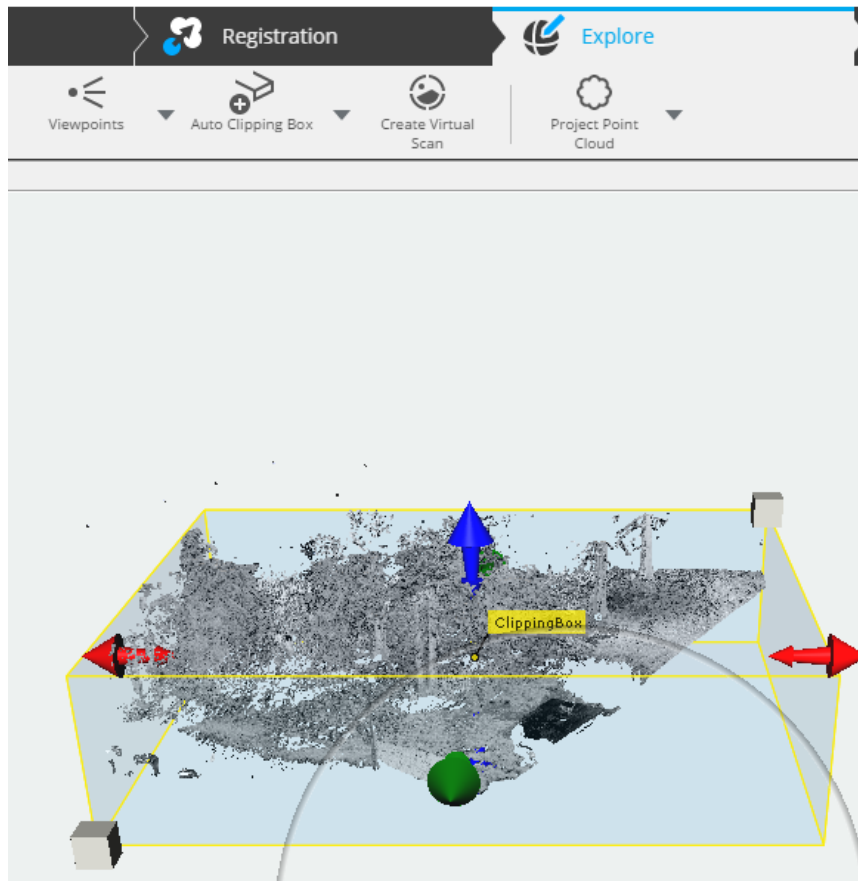 Registration
Explore
Viewpoints
Auto Clipping Box
Create Virtual
Scan
Project Point
Cloud
ClippingBox